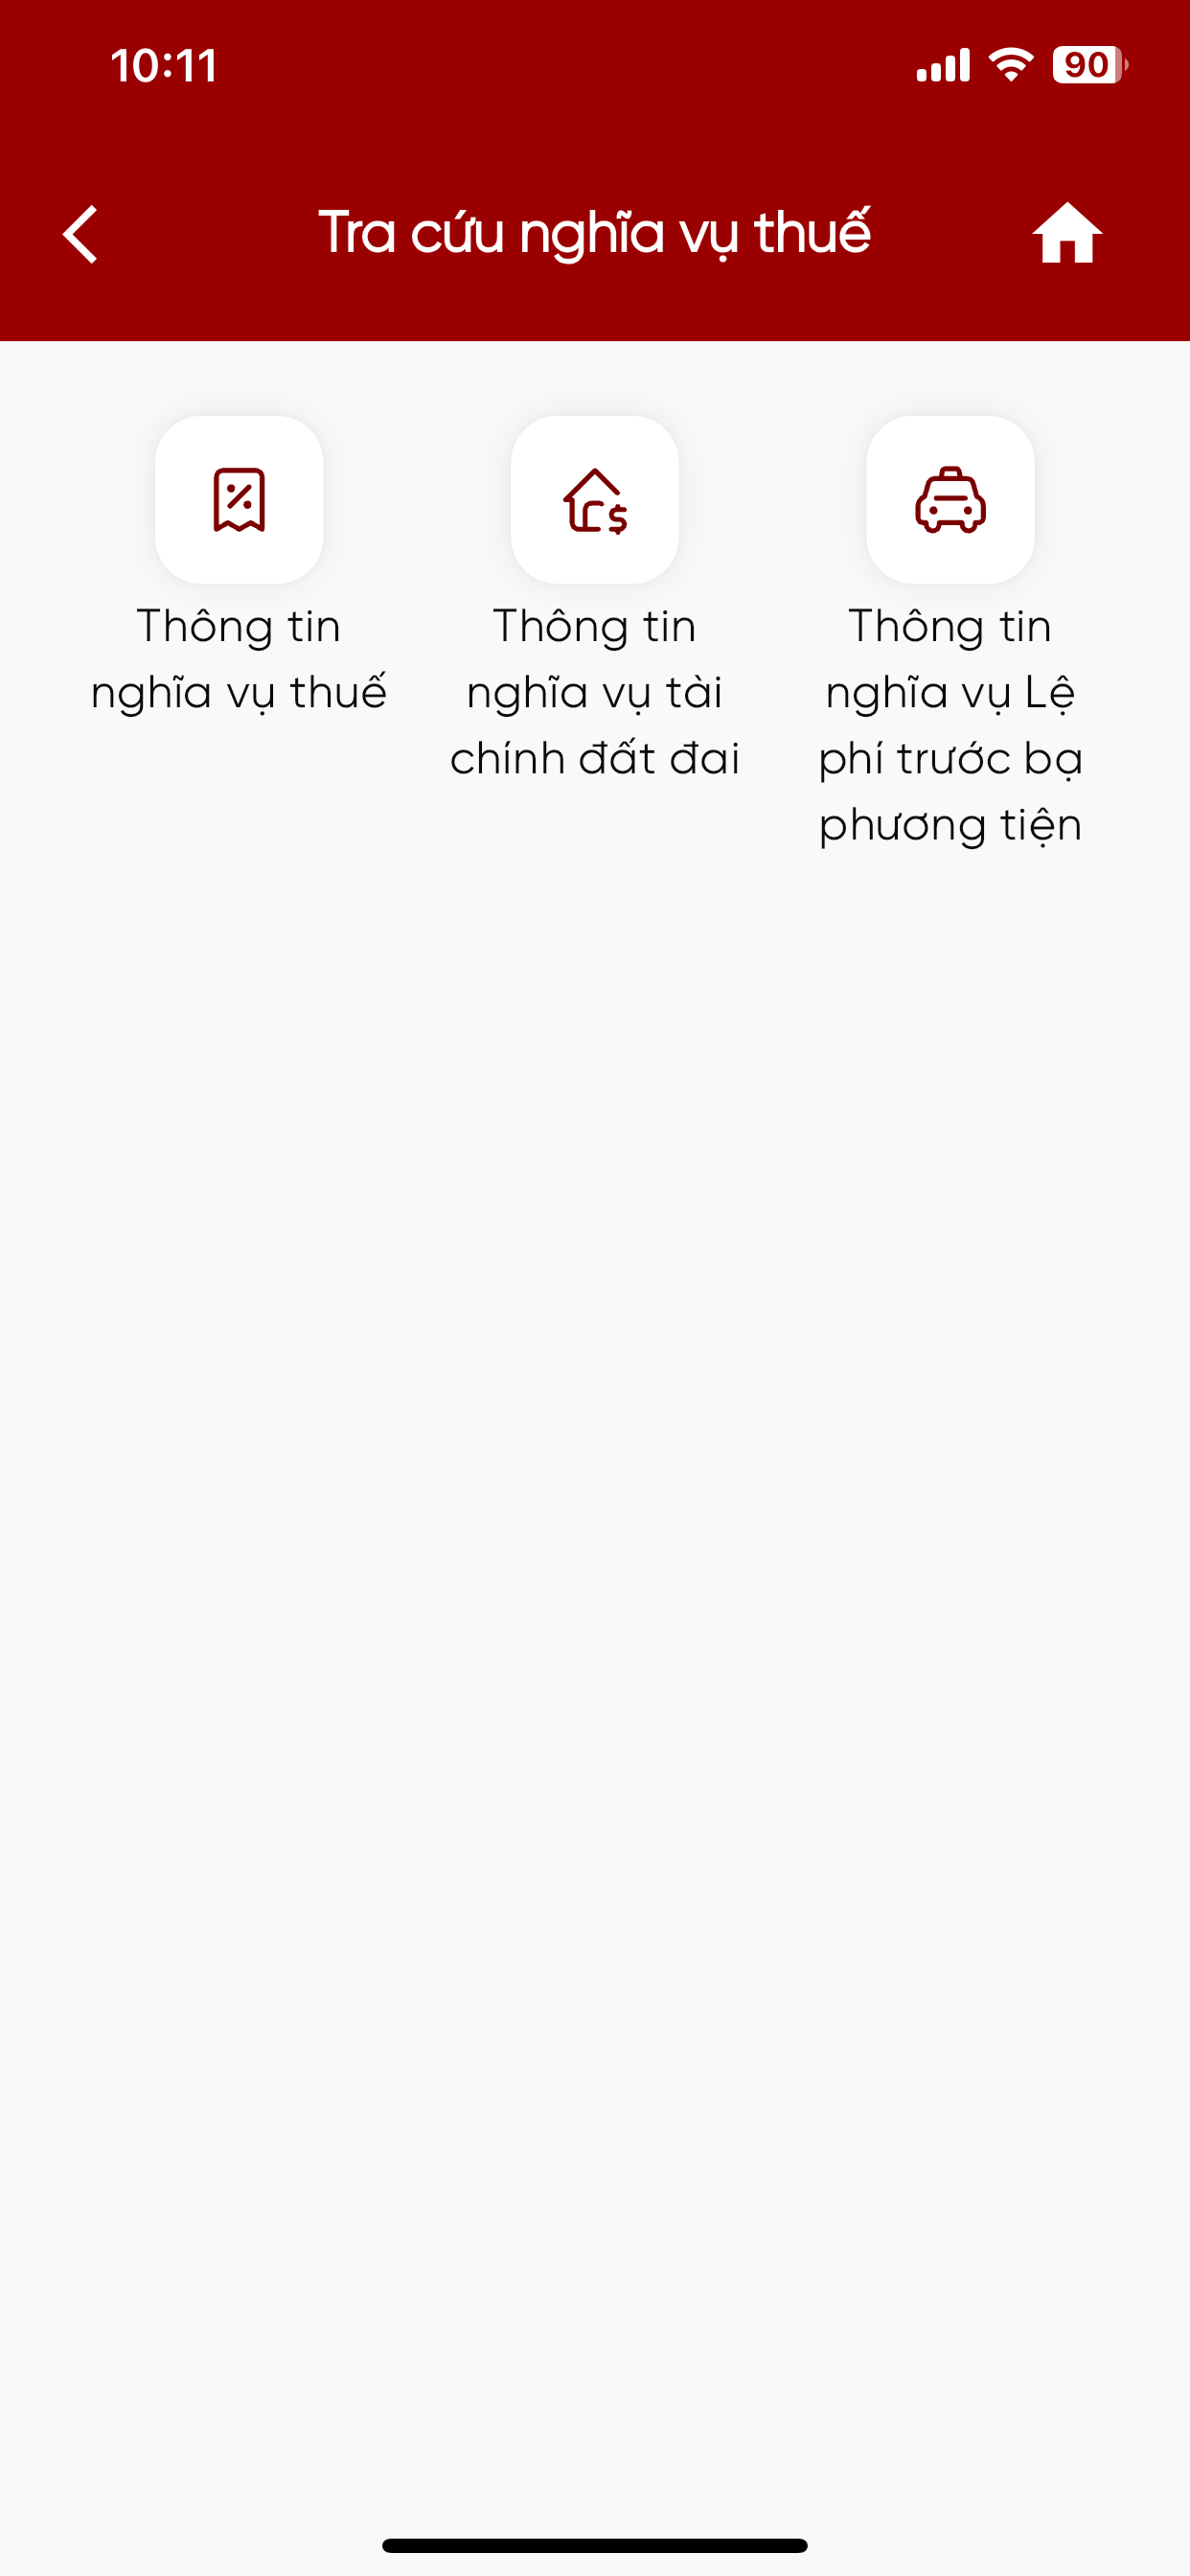 10:11
90
Tra cứu nghĩa vụ thuế
Thông tin
nghĩa vụ thuế
Thông tin
nghĩa vụ tài
chính đất đai
Thông tin
nghĩa vụ Lệ
phí trước bạ
phương tiện